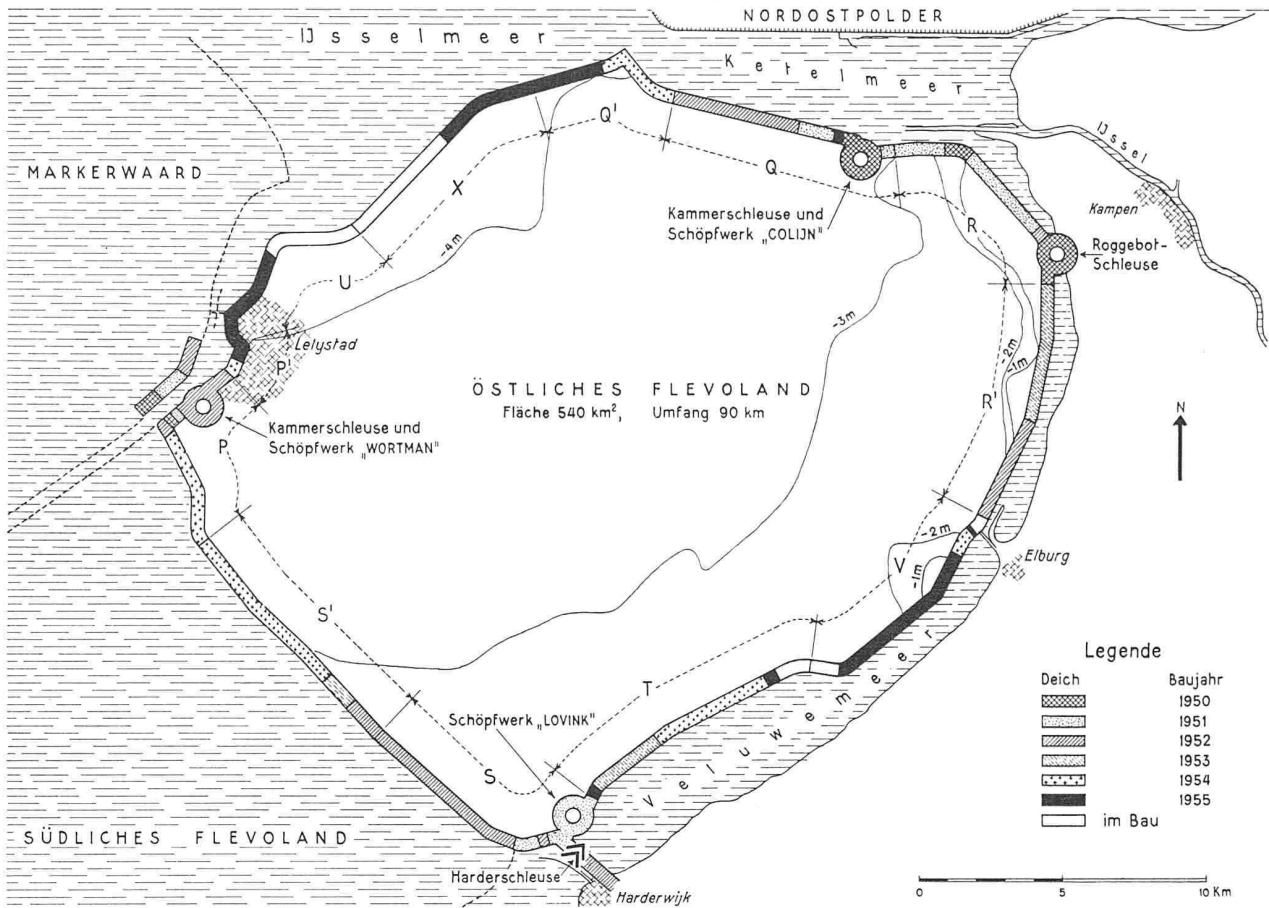 NORDOSTPOLDER
IJsselmeer
Ketelmeer
IJssel
MARKERWAARD
Q'
X
Q
Kampen
Kammerschleuse und
Schöpfwerk „COLIJN"
R
Roggebot-
Schleuse
-4m
U
-3m
Lelystad
P'
-2m
-1m
ÖSTLICHES FLEVOLAND
Fläche 540 km², Umfang 90 km
R'
N
Kammerschleuse und
Schöpfwerk „WORTMAN"
P
-2m
Elburg
V
-1m
S'
T
Veluwemeer
Schöpfwerk „LOVINK"
S
SÜDLICHES FLEVOLAND
Harderschleuse
Harderwijk
Legende
Deich Baujahr
1950
1951
1952
1953
1954
1955
im Bau
0 5 10 Km